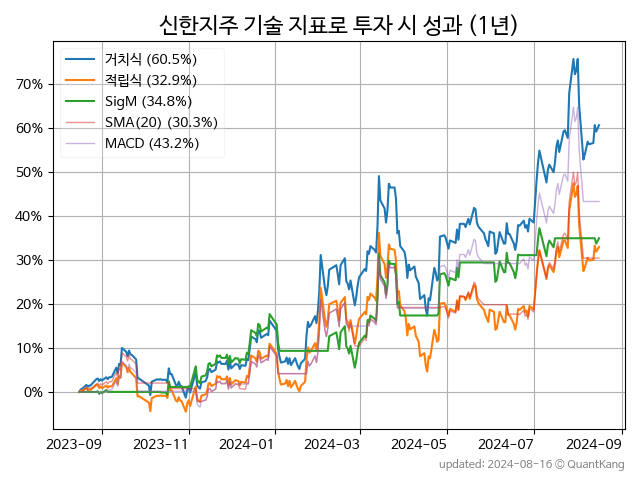 신한지주 기술 지표로 투자 시 성과 (1년)
거치식 (60.5%)
적립식 (32.9%)
SigM (34.8%)
SMA(20) (30.3%)
MACD (43.2%)
70%
60%
50%
40%
30%
20%
10%
0%
2023-09 2023-11 2024-01 2024-03 2024-05 2024-07 2024-09
updated: 2024-08-16 @ QuantKang